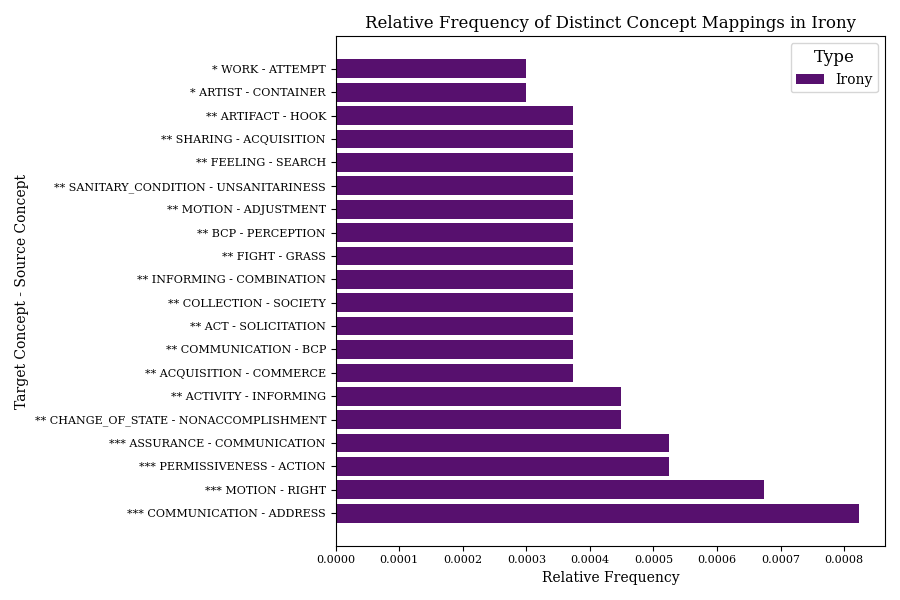 Relative Frequency of Distinct Concept Mappings in Irony
Type
Irony
Target Concept - Source Concept
* WORK - ATTEMPT
* ARTIST - CONTAINER
** ARTIFACT - HOOK
** SHARING - ACQUISITION
** FEELING - SEARCH
** SANITARY_CONDITION - UNSANITARINESS
** MOTION - ADJUSTMENT
** BCP - PERCEPTION
** FIGHT - GRASS
** INFORMING - COMBINATION
** COLLECTION - SOCIETY
** ACT - SOLICITATION
** COMMUNICATION - BCP
** ACQUISITION - COMMERCE
** ACTIVITY - INFORMING
** CHANGE_OF_STATE - NONACCOMPLISHMENT
*** ASSURANCE - COMMUNICATION
*** PERMISSIVENESS - ACTION
*** MOTION - RIGHT
*** COMMUNICATION - ADDRESS
0.0000 0.0001 0.0002 0.0003 0.0004 0.0005 0.0006 0.0007 0.0008
Relative Frequency